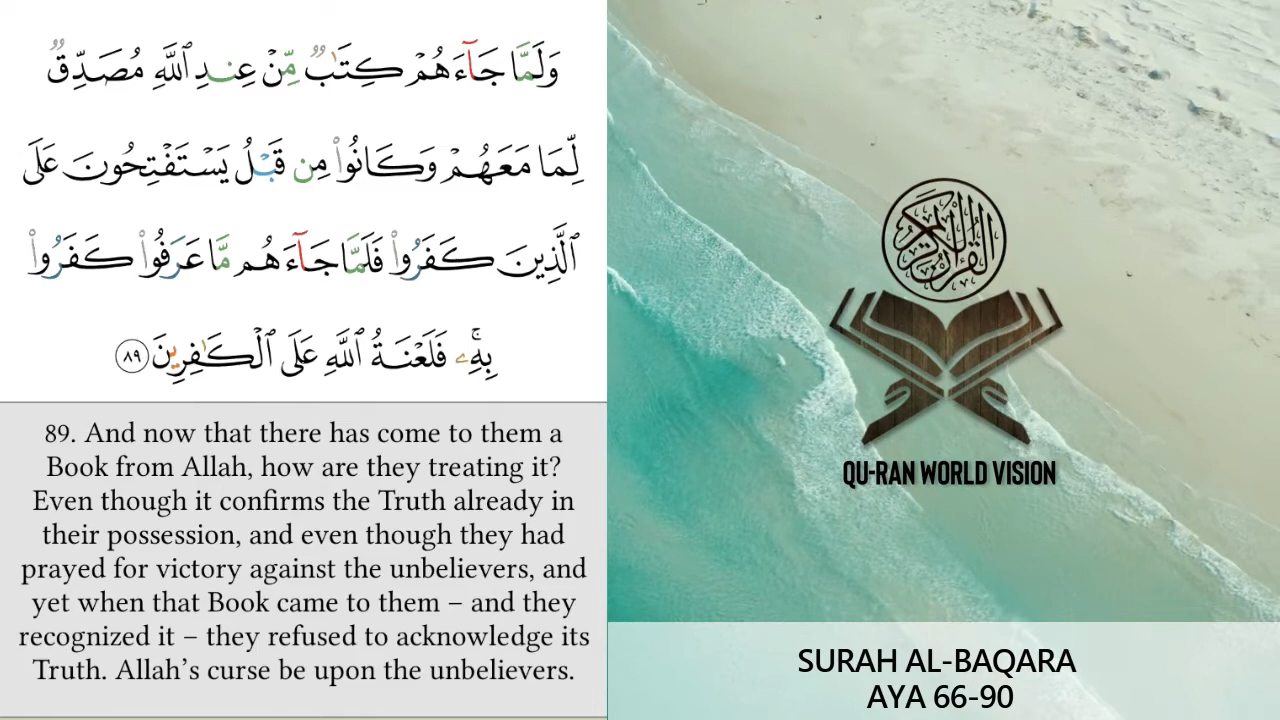 وَلَمَّا جَآءَهُمْ كِتَٰبٌ مِّنْ عِندِ ٱللَّهِ مُصَدِّقٌ
لِّمَا مَعَهُمْ وَكَانُوا۟ مِن قَبْلُ يَسْتَفْتِحُونَ عَلَى
ٱلَّذِينَ كَفَرُوا۟ فَلَمَّا جَآءَهُم مَّا عَرَفُوا۟ كَفَرُوا۟
بِهِۦ ۚ فَلَعْنَةُ ٱللَّهِ عَلَى ٱلْكَٰفِرِينَ ٨٩
89. And now that there has come to them a
Book from Allah, how are they treating it?
Even though it confirms the Truth already in
their possession, and even though they had
prayed for victory against the unbelievers, and
yet when that Book came to them – and they
recognized it – they refused to acknowledge its
Truth. Allah’s curse be upon the unbelievers.
القرآن الكريم
QU-RAN WORLD VISION
SURAH AL-BAQARA
AYA 66-90